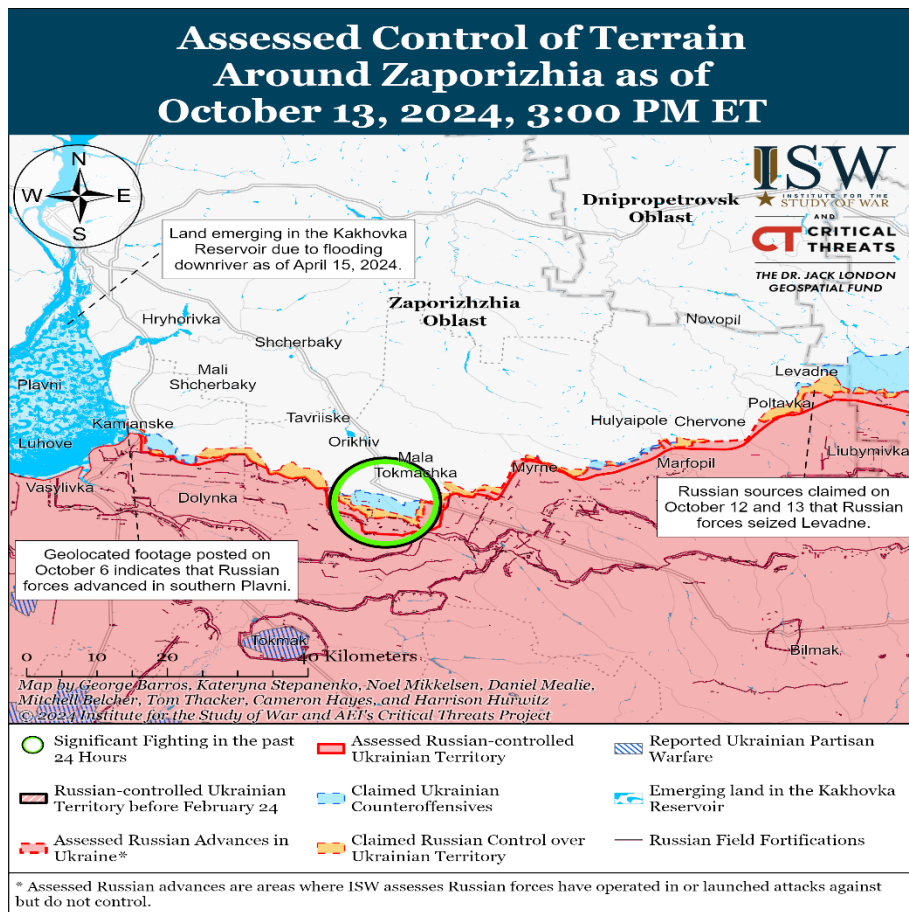 Assessed Control of Terrain
Around Zaporizhia as of
October 13, 2024, 3:00 PM ET
N
W E
S
ISW
INSTITUTE FOR THE
STUDY OF WAR
AND
CT CRITICAL
THREATS
THE DR. JACK LONDON
GEOSPATIAL FUND
Dnipropetrovsk
Oblast
Land emerging in the Kakhovka
Reservoir due to flooding
downriver as of April 15, 2024.
Zaporizhzhia
Oblast
Hryhorivka
Novopil
Shcherbaky
Mali
Shcherbaky
Plavni
Levadne
Poltavka
Tavriiske
Kamianske
Hulyaipole
Chervone
Orikhiv
Luhove
Mala
Tokmachka
Myrne
Marfopil
Liubymivka
Vasylivka
Dolynka
Russian sources claimed on
October 12 and 13 that Russian
forces seized Levadne.
Geolocated footage posted on
October 6 indicates that Russian
forces advanced in southern Plavni.
Tokmak
Bilmak
0 10 20 40 Kilometers
Map by George Barros, Kateryna Stepanenko, Noel Mikkelsen, Daniel Mealie,
Mitchell Belcher, Tom Thacker, Cameron Hayes, and Harrison Hurwitz
© 2024 Institute for the Study of War and AEI's Critical Threats Project
Significant Fighting in the past
24 Hours
Assessed Russian-controlled
Ukrainian Territory
Reported Ukrainian Partisan
Warfare
Russian-controlled Ukrainian
Territory before February 24
Claimed Ukrainian
Counteroffensives
Emerging land in the Kakhovka
Reservoir
Assessed Russian Advances in
Ukraine*
Claimed Russian Control over
Ukrainian Territory
Russian Field Fortifications
* Assessed Russian advances are areas where ISW assesses Russian forces have operated in or launched attacks against
but do not control.